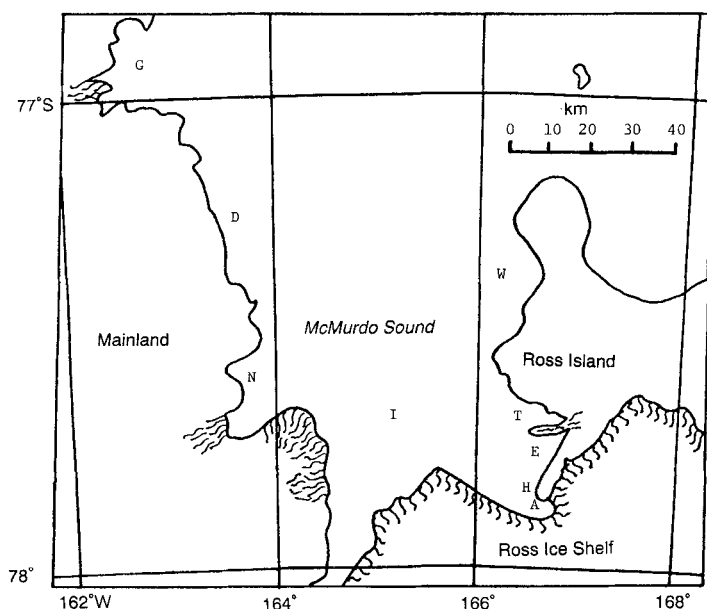 G
77°S
km
0 10 20 30 40
D
W
McMurdo Sound
Mainland
Ross Island
N
I
T
E
H
A
Ross Ice Shelf
78°
162°W 164° 166° 168°